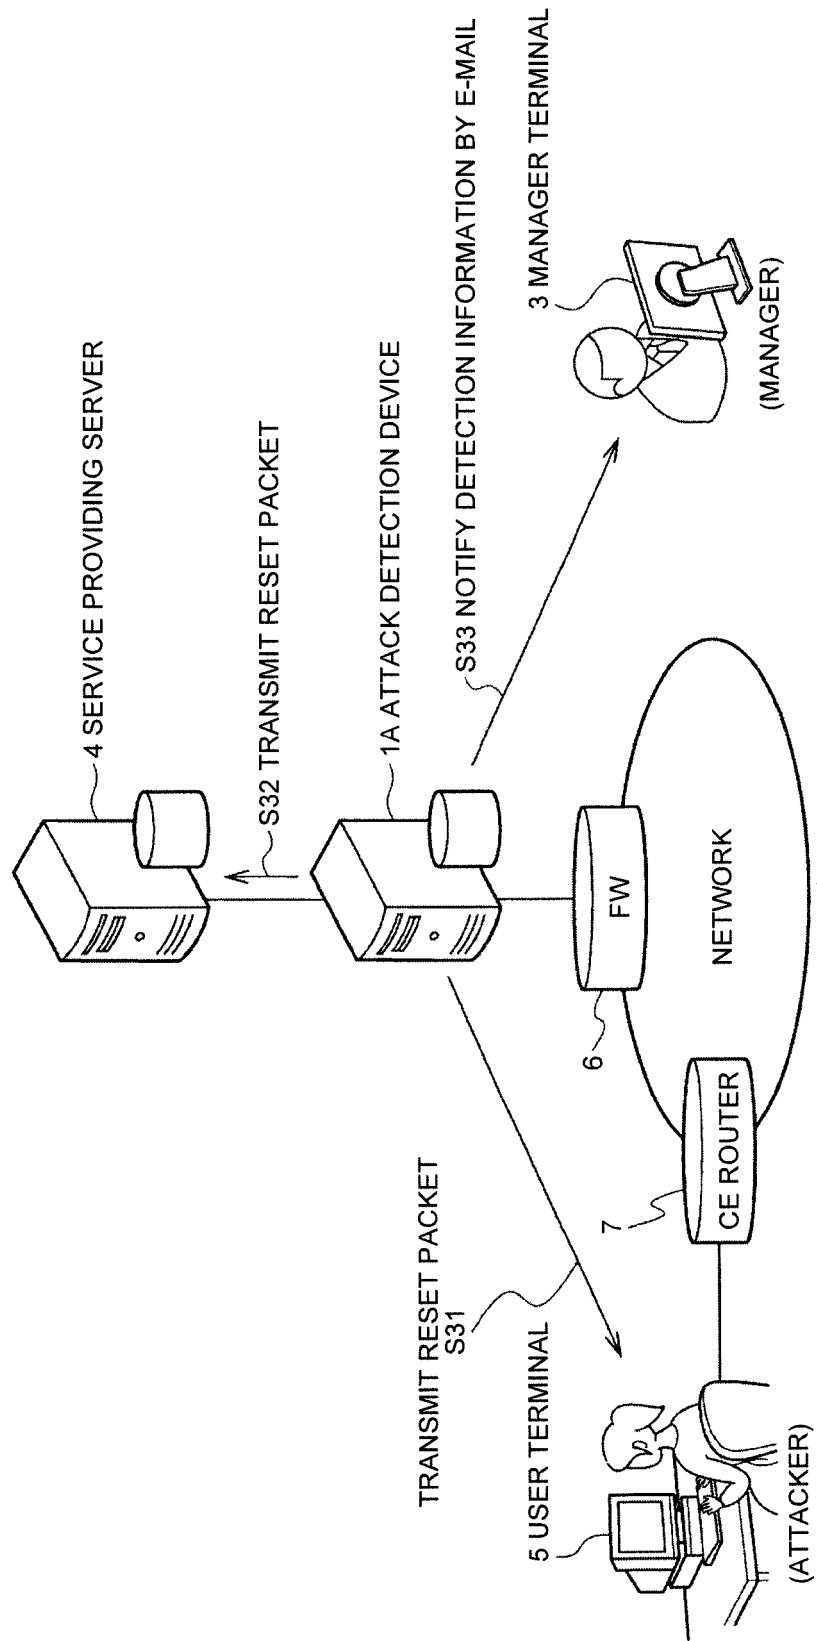 4 SERVICE PROVIDING SERVER
S32 TRANSMIT RESET PACKET
1A ATTACK DETECTION DEVICE
S33 NOTIFY DETECTION INFORMATION BY E-MAIL
TRANSMIT RESET PACKET
S31
5 USER TERMINAL
3 MANAGER TERMINAL
6
FW
7
CE ROUTER
NETWORK
(ATTACKER)
(MANAGER)